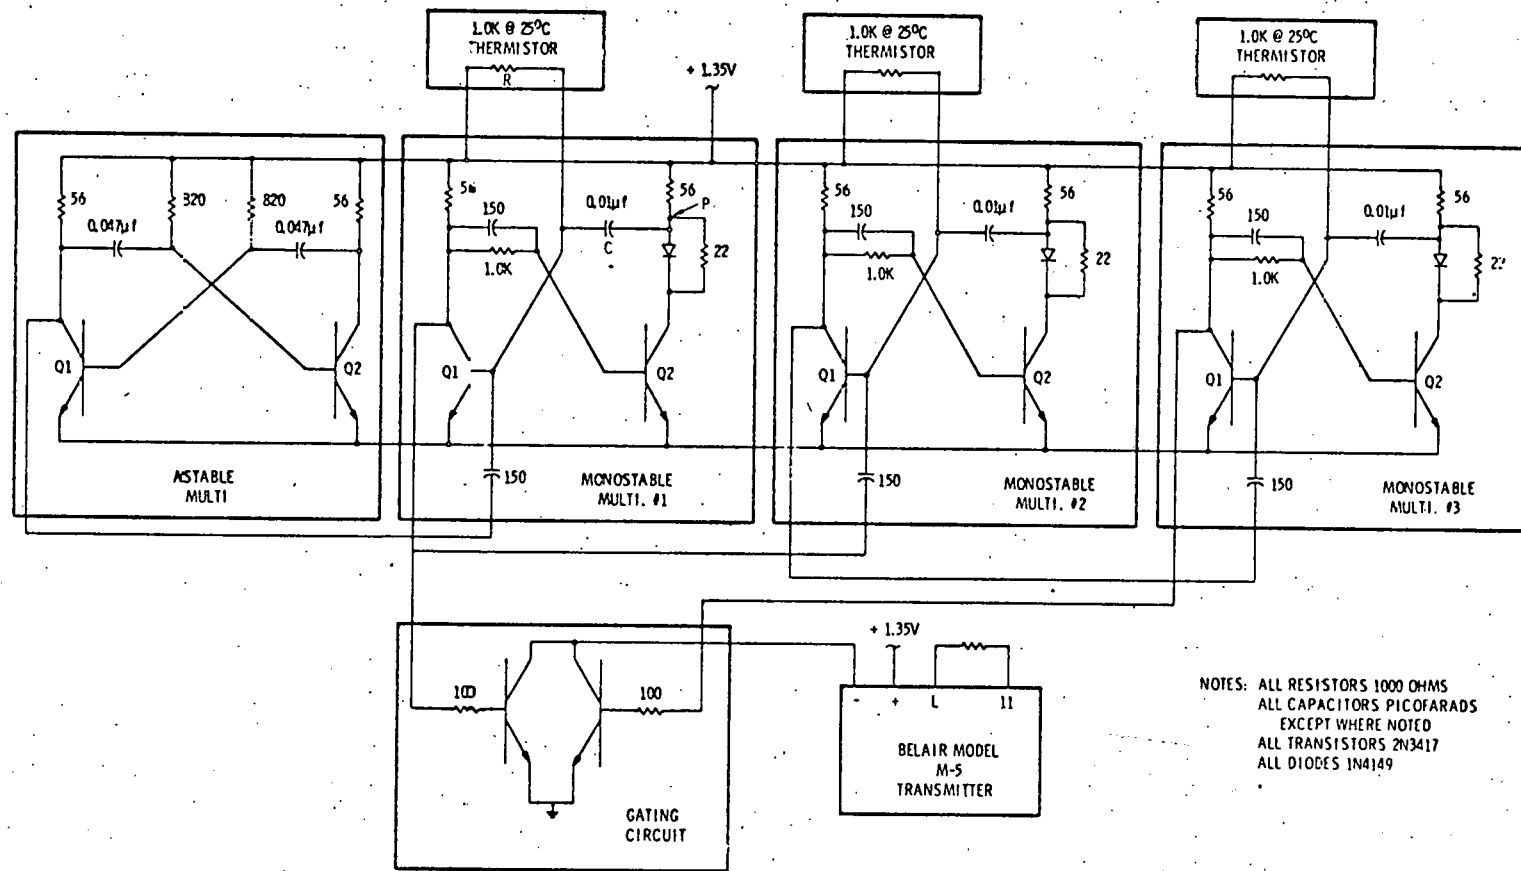 1.0K @ 25°C
THERMISTOR
R
1.0K @ 25°C
THERMISTOR
1.0K @ 25°C
THERMISTOR
+ 1.35V
56
320
820
56
0.047µf
0.047µf
Q1
Q2
ASTABLE
MULTI
56
150
1.0K
0.01µf
C
56
P
22
Q1
Q2
150
MONOSTABLE
MULTI. #1
56
150
1.0K
0.01µf
56
22
Q1
Q2
150
MONOSTABLE
MULTI. #2
56
150
1.0K
0.01µf
56
Q1
Q2
150
MONOSTABLE
MULTI. #3
100
100
GATING
CIRCUIT
+ 1.35V
- + L 11
BELAIR MODEL
M-5
TRANSMITTER
NOTES: ALL RESISTORS 1000 OHMS
ALL CAPACITORS PICOFARADS
EXCEPT WHERE NOTED
ALL TRANSISTORS 2N3417
ALL DIODES 1N4149